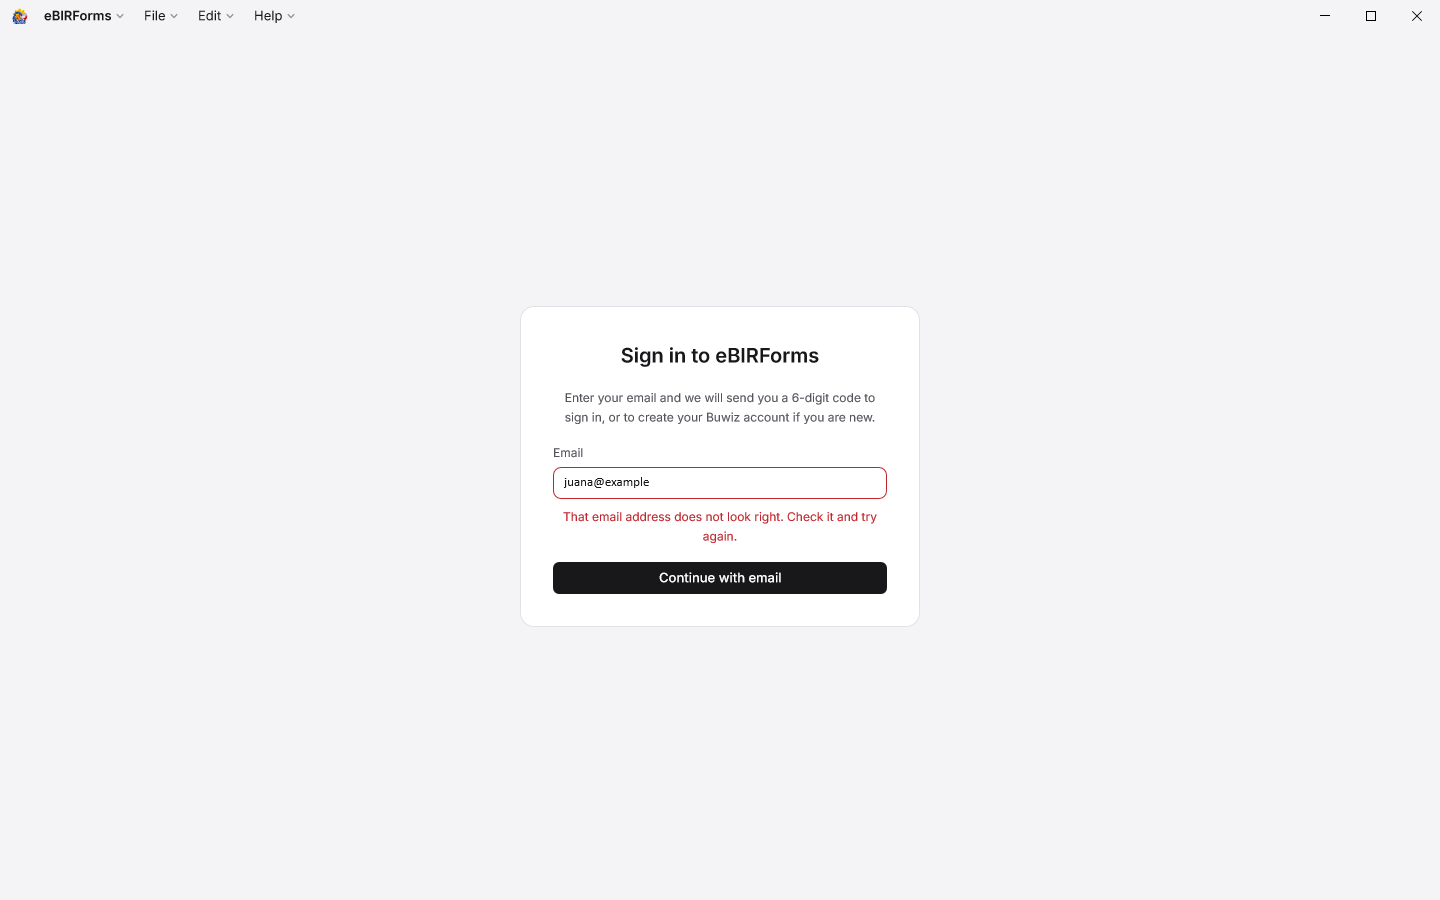 eBIRForms File Edit Help
Sign in to eBIRForms
Enter your email and we will send you a 6-digit code to
sign in, or to create your Buwiz account if you are new.
Email
juana@example
That email address does not look right. Check it and try
again.
Continue with email